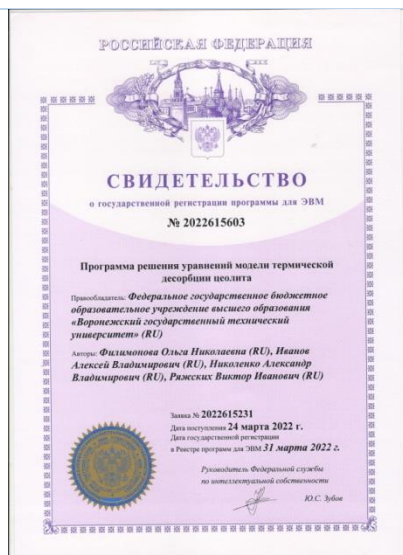 РОССИЙСКАЯ ФЕДЕРАЦИЯ
СВИДЕТЕЛЬСТВО
о государственной регистрации программы для ЭВМ
№ 2022615603
Программа решения уравнений модели термической
десорбции цеолита
Правообладатель: Федеральное государственное бюджетное
образовательное учреждение высшего образования
«Воронежский государственный технический
университет» (RU)
Авторы: Филимонова Ольга Николаевна (RU), Иванов
Алексей Владимирович (RU), Николенко Александр
Владимирович (RU), Ряжских Виктор Иванович (RU)
Заявка № 2022615231
Дата поступления 24 марта 2022 г.
Дата государственной регистрации
в Реестре программ для ЭВМ 31 марта 2022 г.
Руководитель Федеральной службы
по интеллектуальной собственности
Ю.С. Зубов